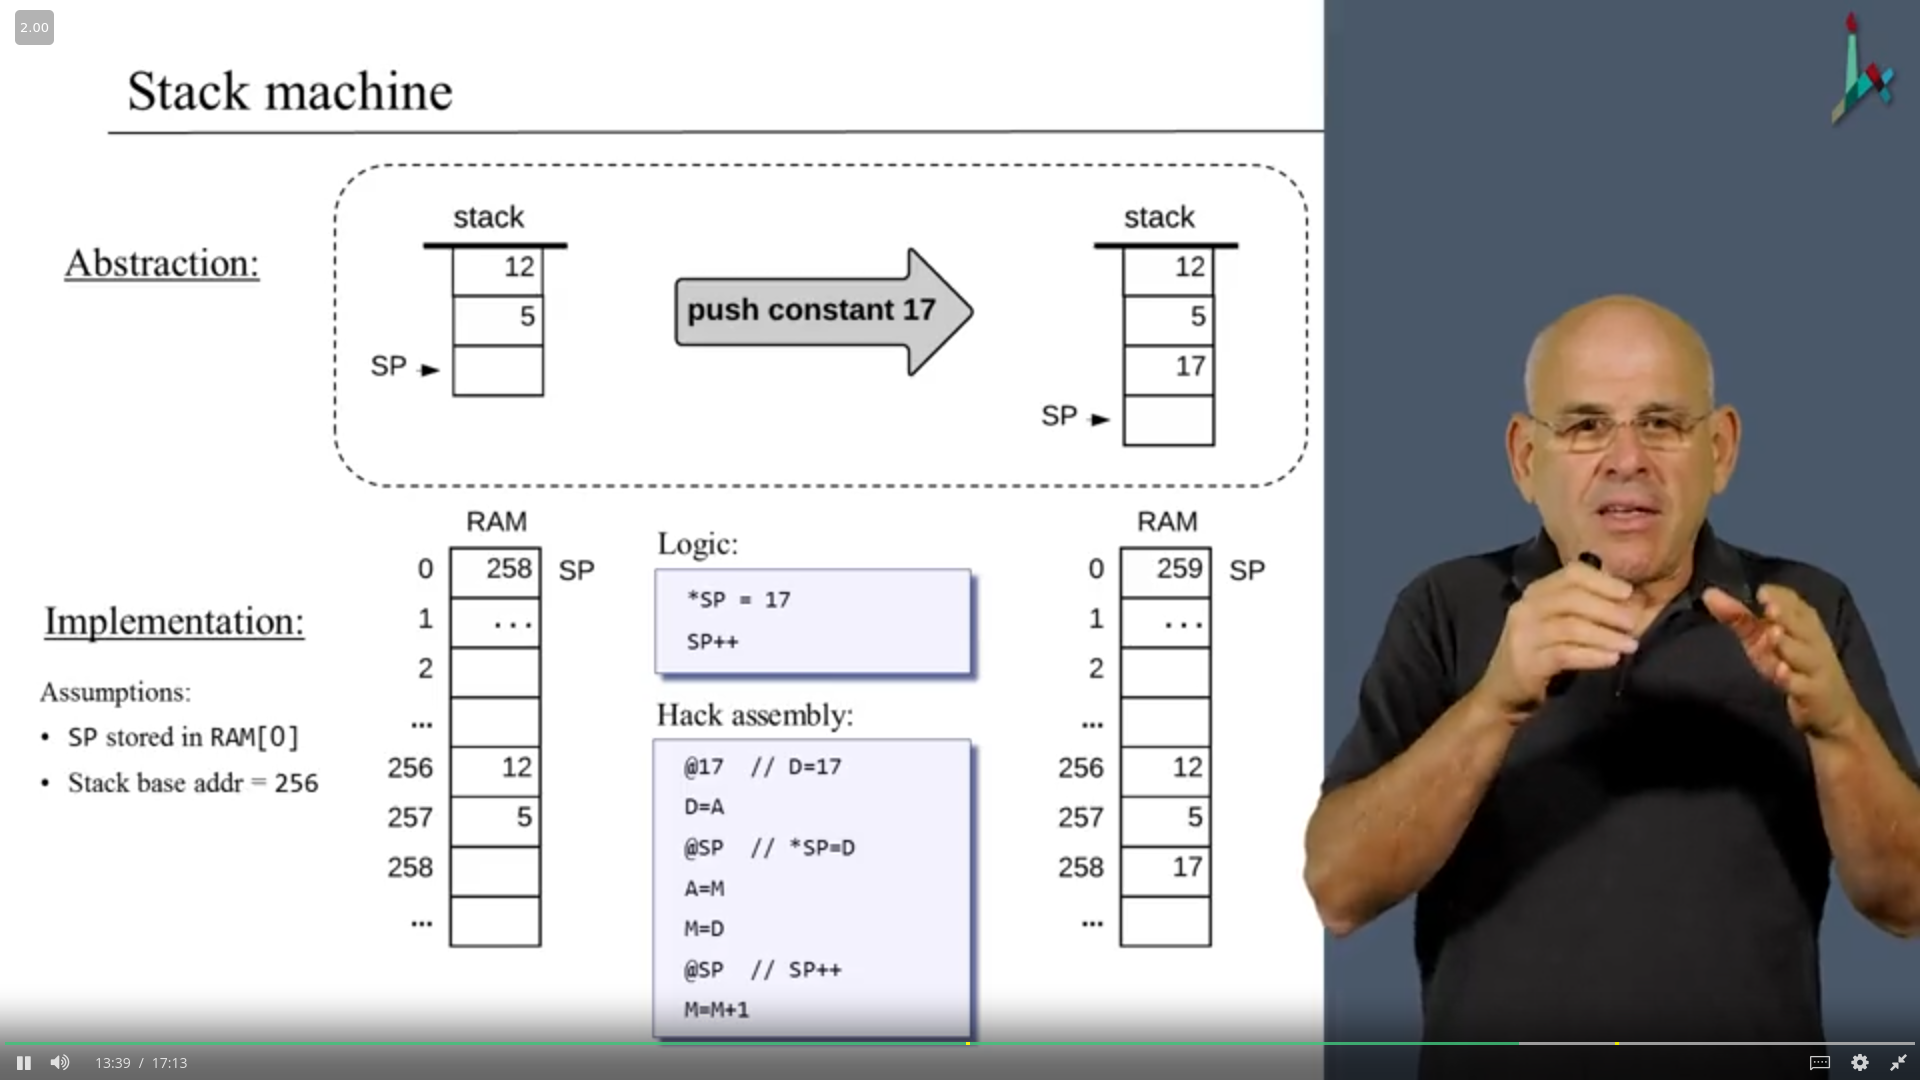 2.00
Stack machine
Abstraction:
stack
12
5
SP
push constant 17
stack
12
5
17
SP
Implementation:
Assumptions:
• SP stored in RAM[0]
• Stack base addr = 256
RAM
0 258 SP
1 ...
2
...
256 12
257 5
258
...
Logic:
*SP = 17
SP++
Hack assembly:
@17 // D=17
D=A
@SP // *SP=D
A=M
M=D
@SP // SP++
M=M+1
RAM
0 259 SP
1 ...
2
...
256 12
257 5
258 17
...
13:39 / 17:13